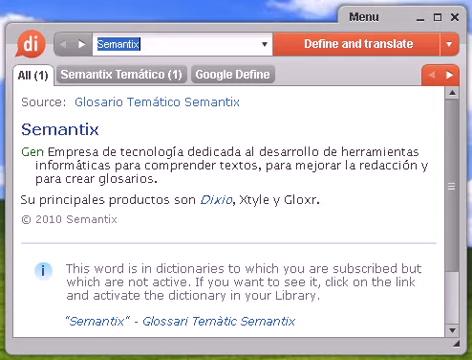 Menu
di
Semantix
Define and translate
All (1)
Semantix Temático (1)
Google Define
Source: Glosario Temático Semantix
Semantix
Gen Empresa de tecnología dedicada al desarrollo de herramientas
informáticas para comprender textos, para mejorar la redacción y
para crear glosarios.
Su principales productos son Dixio, Xtyle y Gloxr.
© 2010 Semantix
i
This word is in dictionaries to which you are subscribed but
which are not active. If you want to see it, click on the link
and activate the dictionary in your Library.
"Semantix" - Glossari Temàtic Semantix